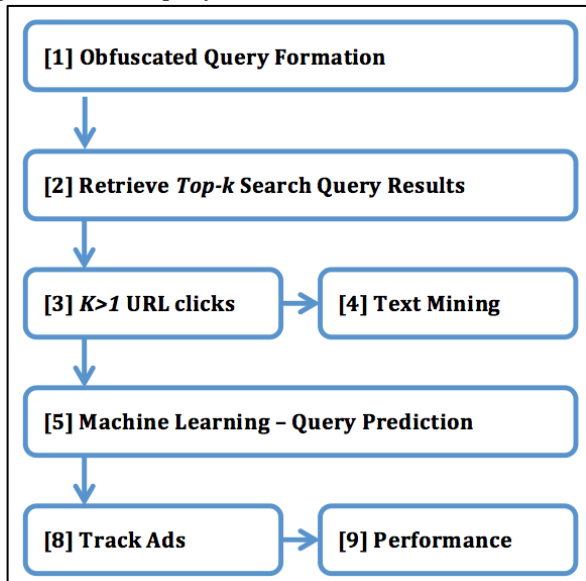 [1] Obfuscated Query Formation
[2] Retrieve Top-k Search Query Results
[3] K>1 URL clicks
[4] Text Mining
[5] Machine Learning – Query Prediction
[8] Track Ads
[9] Performance